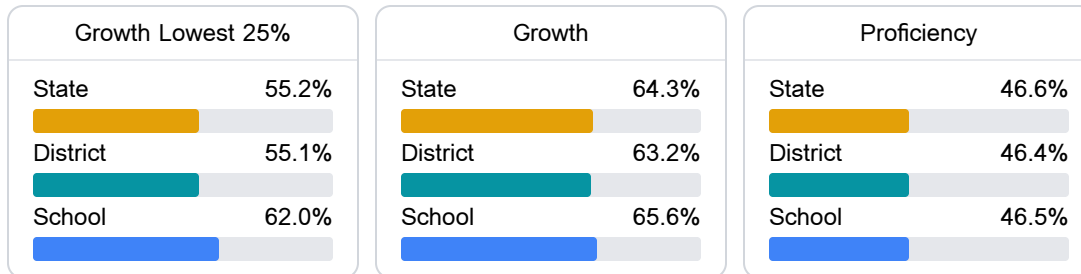 Growth Lowest 25%
State 55.2%
District 55.1%
School 62.0%
Growth
State 64.3%
District 63.2%
School 65.6%
Proficiency
State 46.6%
District 46.4%
School 46.5%